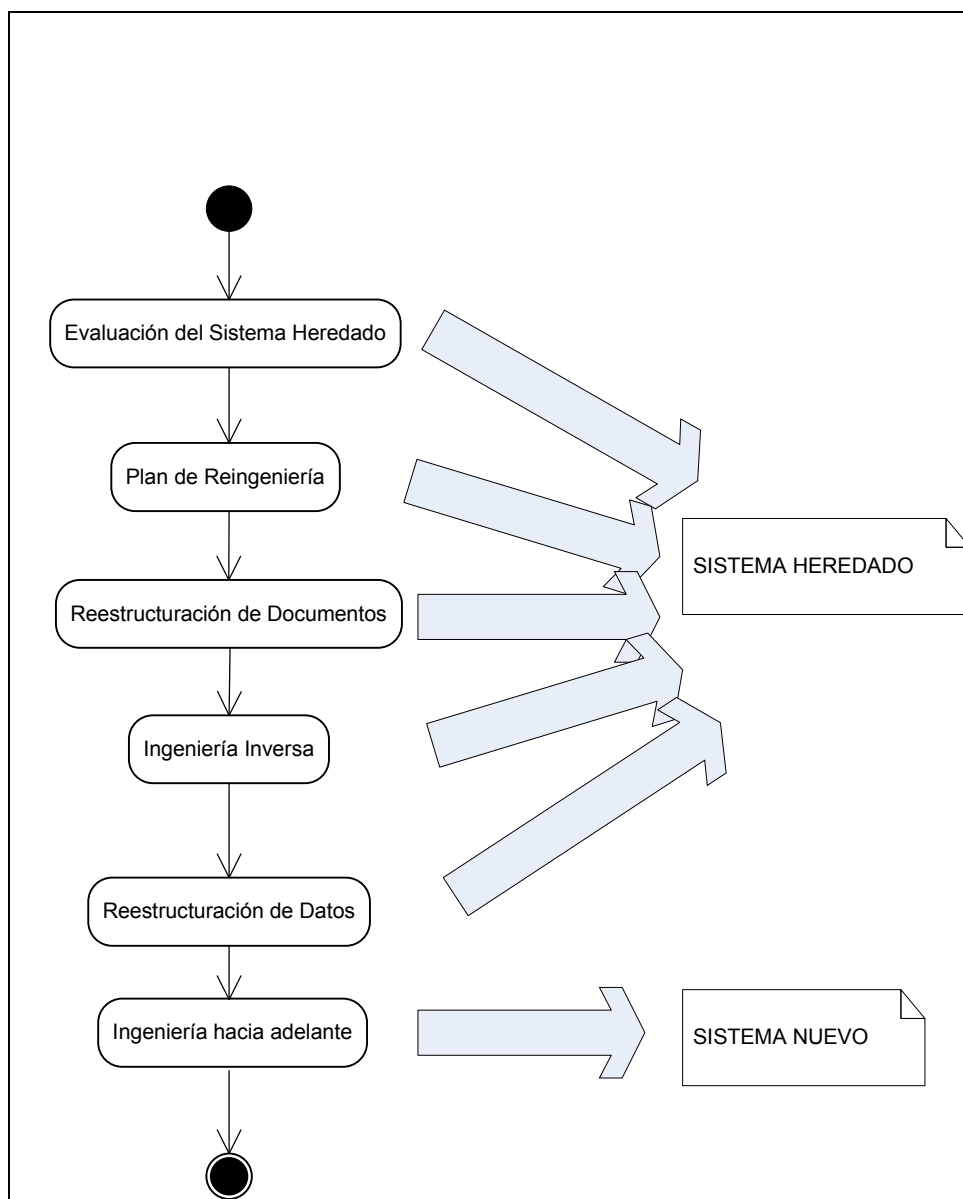 Evaluación del Sistema Heredado
Plan de Reingeniería
SISTEMA HEREDADO
Reestructuración de Documentos
Ingeniería Inversa
Reestructuración de Datos
Ingeniería hacia adelante
SISTEMA NUEVO